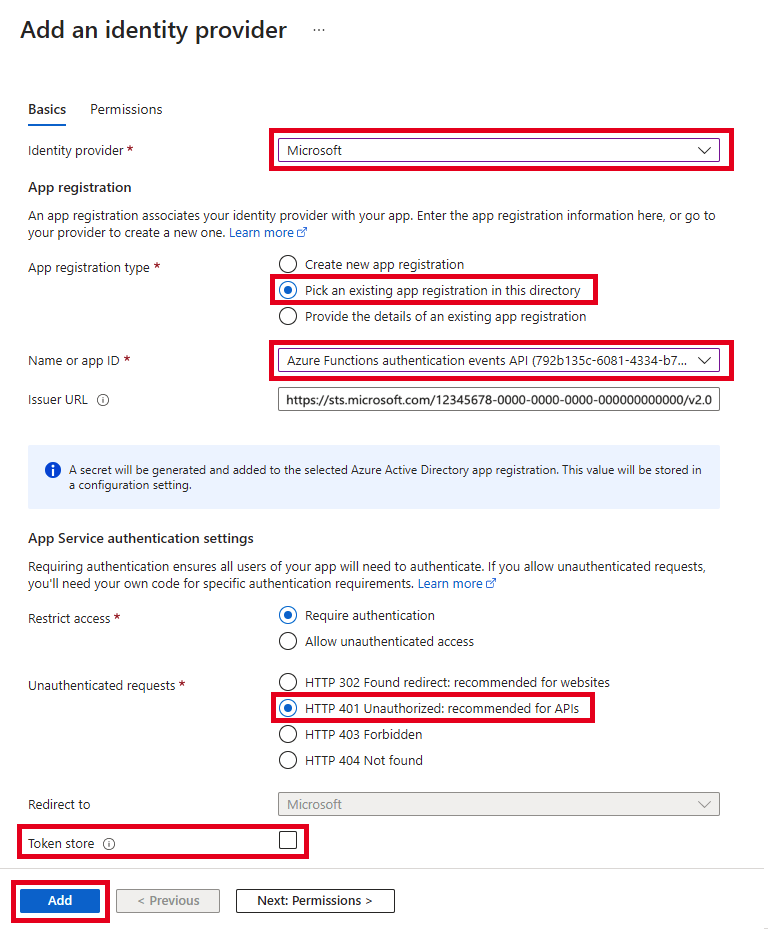 Add an identity provider ...
Basics Permissions
Identity provider * Microsoft
App registration
An app registration associates your identity provider with your app. Enter the app registration information here, or go to
your provider to create a new one. Learn more
App registration type * Create new app registration
Pick an existing app registration in this directory
Provide the details of an existing app registration
Name or app ID * Azure Functions authentication events API (792b135c-6081-4334-b7...
Issuer URL https://sts.microsoft.com/12345678-0000-0000-0000-000000000000/v2.0
A secret will be generated and added to the selected Azure Active Directory app registration. This value will be stored in
a configuration setting.
App Service authentication settings
Requiring authentication ensures all users of your app will need to authenticate. If you allow unauthenticated requests,
you'll need your own code for specific authentication requirements. Learn more
Restrict access * Require authentication
Allow unauthenticated access
Unauthenticated requests * HTTP 302 Found redirect: recommended for websites
HTTP 401 Unauthorized: recommended for APIs
HTTP 403 Forbidden
HTTP 404 Not found
Redirect to Microsoft
Token store
Add < Previous Next: Permissions >